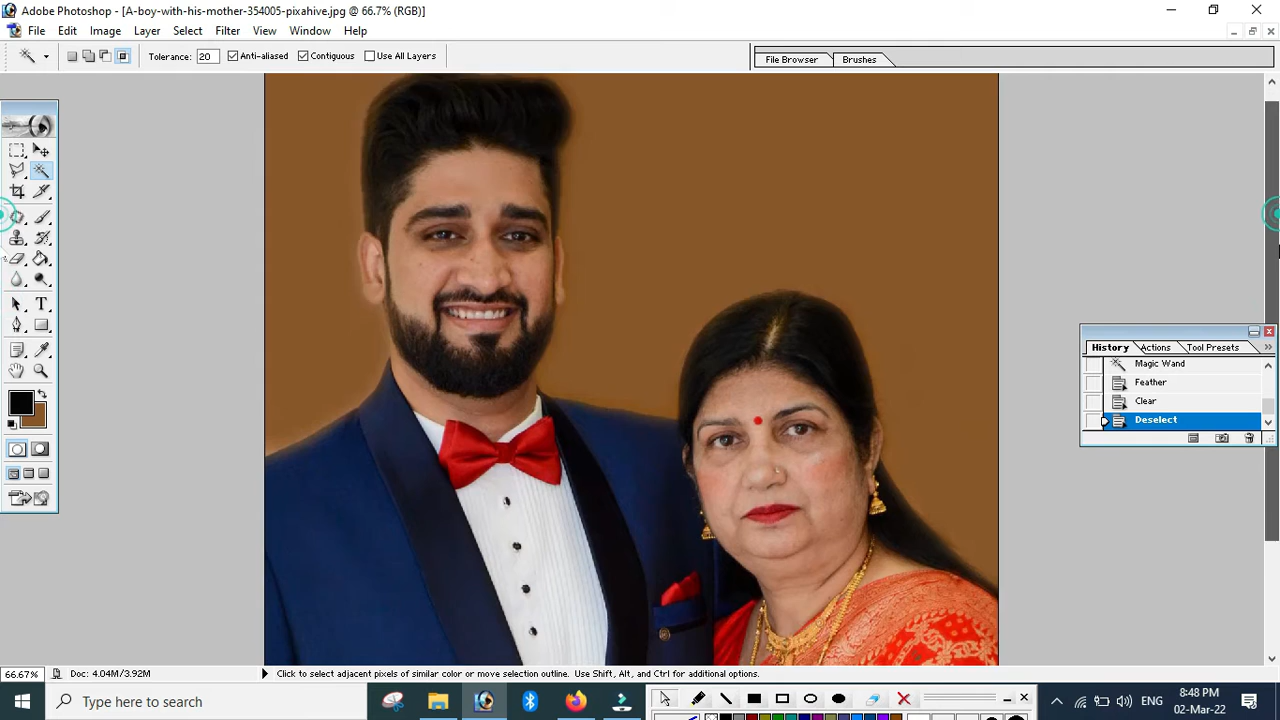 Adobe Photoshop - [A-boy-with-his-mother-354005-pixahive.jpg @ 66.7% (RGB)]
File Edit Image Layer Select Filter View Window Help
Tolerance: 20 Anti-aliased Contiguous Use All Layers File Browser Brushes
History Actions Tool Presets
Magic Wand
Feather
Clear
Deselect
66.67% Doc: 4.04M/3.92M Click to select adjacent pixels of similar color or move selection outline. Use Shift, Alt, and Ctrl for additional options.
Type here to search
ENG
8:48 PM
02-Mar-22